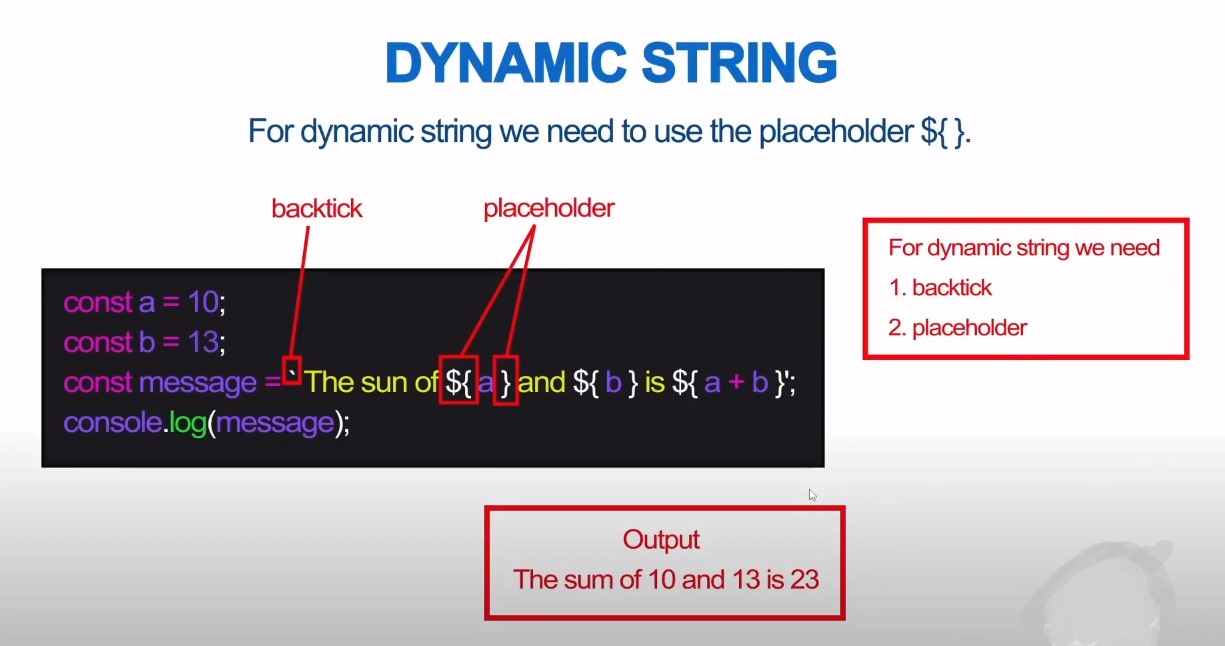 DYNAMIC STRING
For dynamic string we need to use the placeholder ${ }.
backtick
placeholder
const a = 10;
const b = 13;
const message = ` The sun of ${ a } and ${ b } is ${ a + b }';
console.log(message);
For dynamic string we need
1. backtick
2. placeholder
Output
The sum of 10 and 13 is 23